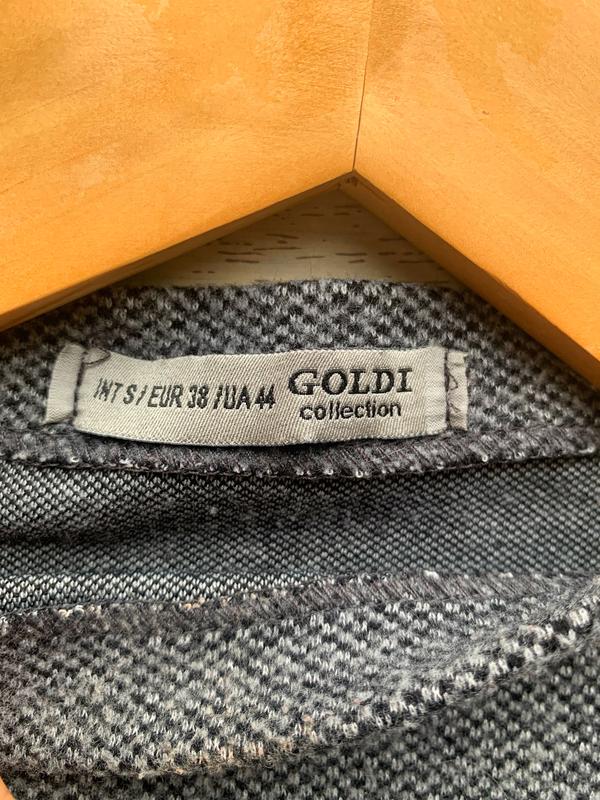 INT S/EUR 38/UA 44
GOLDI
collection